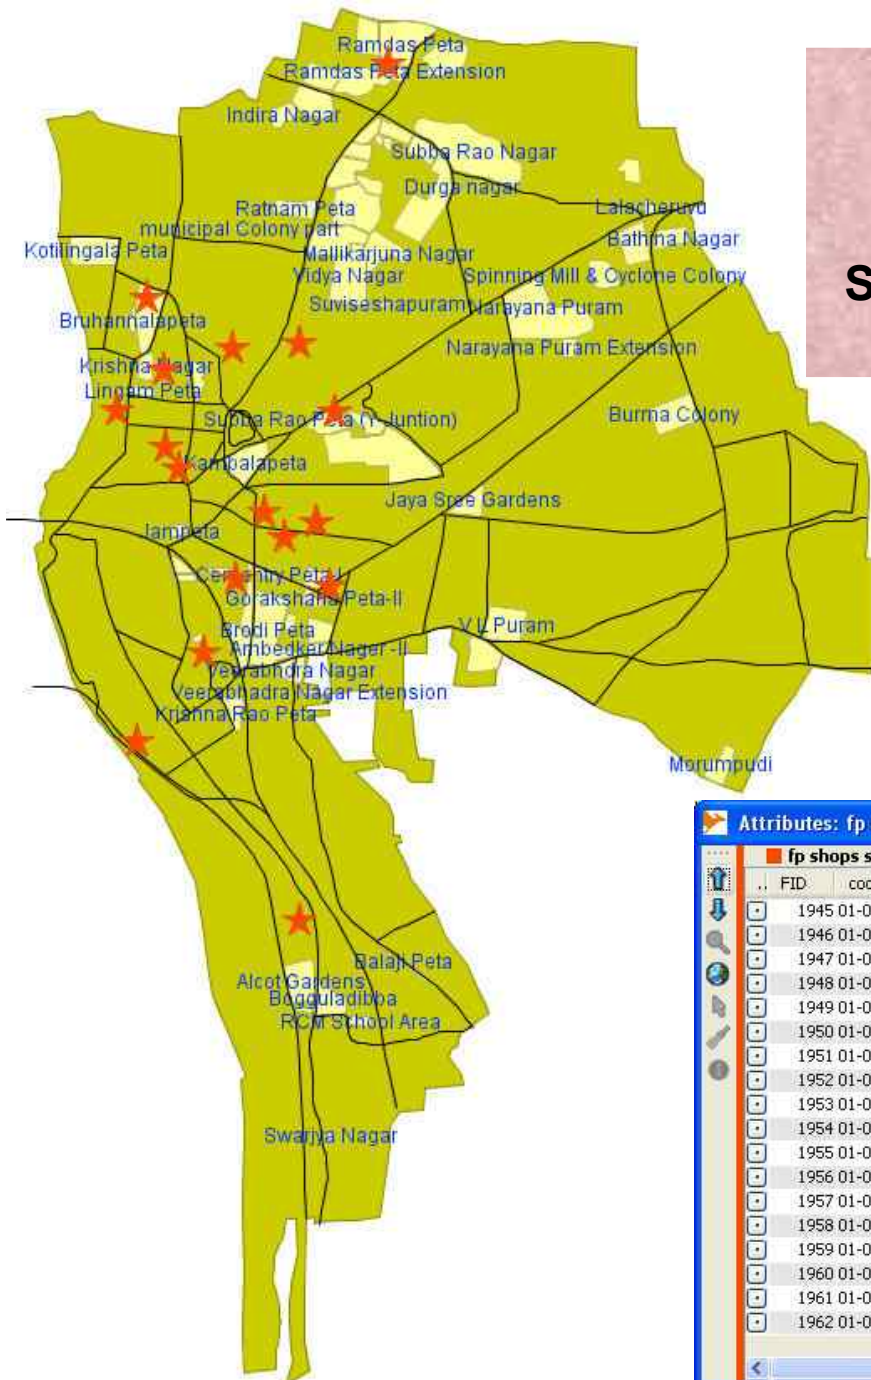 Ramdas Peta
Ramdas Peta Extension
Indira Nagar
Subba Rao Nagar
Durga nagar
Ratnam Peta
Lalacheruvu
municipal Colony part
Bathina Nagar
Kotilingala Peta
Mallikarjuna Nagar
Vidya Nagar
Spinning Mill & Cyclone Colony
Suviseshapuram
Narayana Puram
S
Bruhannalapeta
Narayana Puram Extension
Krishna Nagar
Lingam Peta
Subba Rao Peta (Y-Juntion)
Burma Colony
Kambalapeta
Jaya Sree Gardens
Iampeta
Cementry Peta-I
Gorakshana Peta-II
Brodi Peta
V L Puram
Ambedker Nagar -II
Veerabhdra Nagar
Veerabhadra Nagar Extension
Krishna Rao Peta
Morumpudi
Balaji Peta
Alcot Gardens
Bogguladibba
RCM School Area
Swarjya Nagar
Attributes: fp
fp shops s
.. FID coc
1945 01-0
1946 01-0
1947 01-0
1948 01-0
1949 01-0
1950 01-0
1951 01-0
1952 01-0
1953 01-0
1954 01-0
1955 01-0
1956 01-0
1957 01-0
1958 01-0
1959 01-0
1960 01-0
1961 01-0
1962 01-0